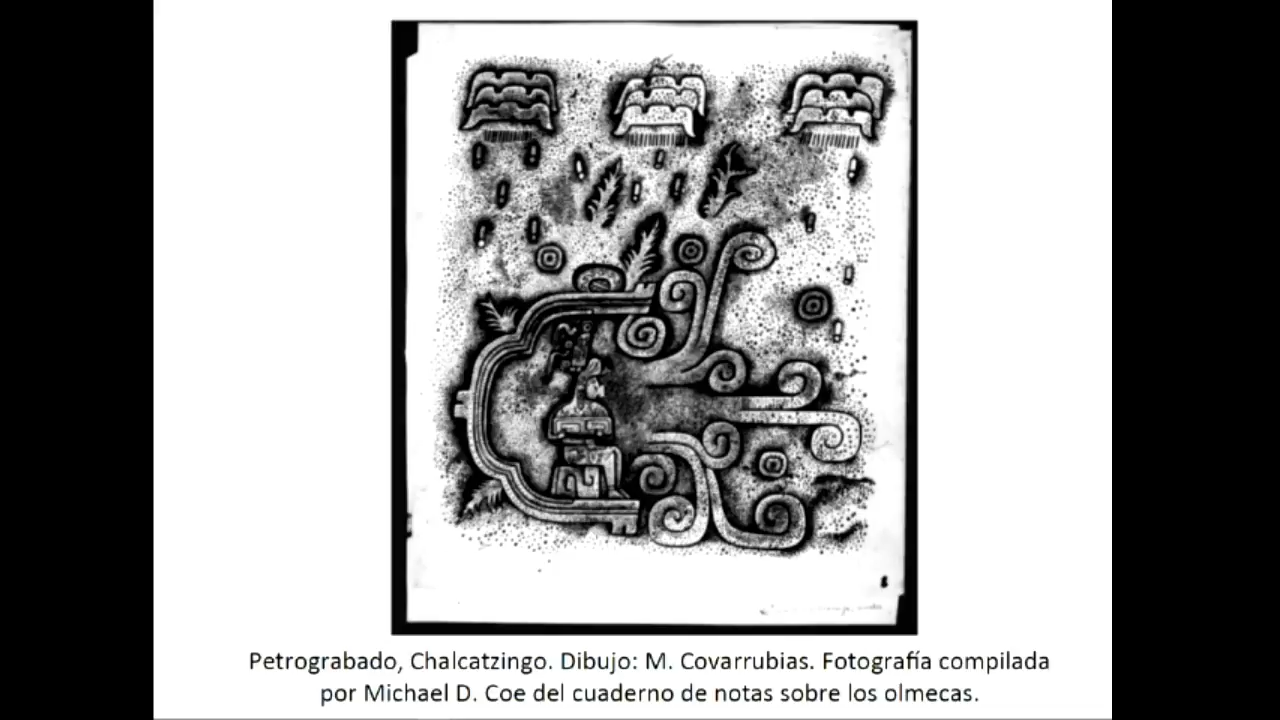 Petrograbado, Chalcatzingo. Dibujo: M. Covarrubias. Fotografía compilada
por Michael D. Coe del cuaderno de notas sobre los olmecas.